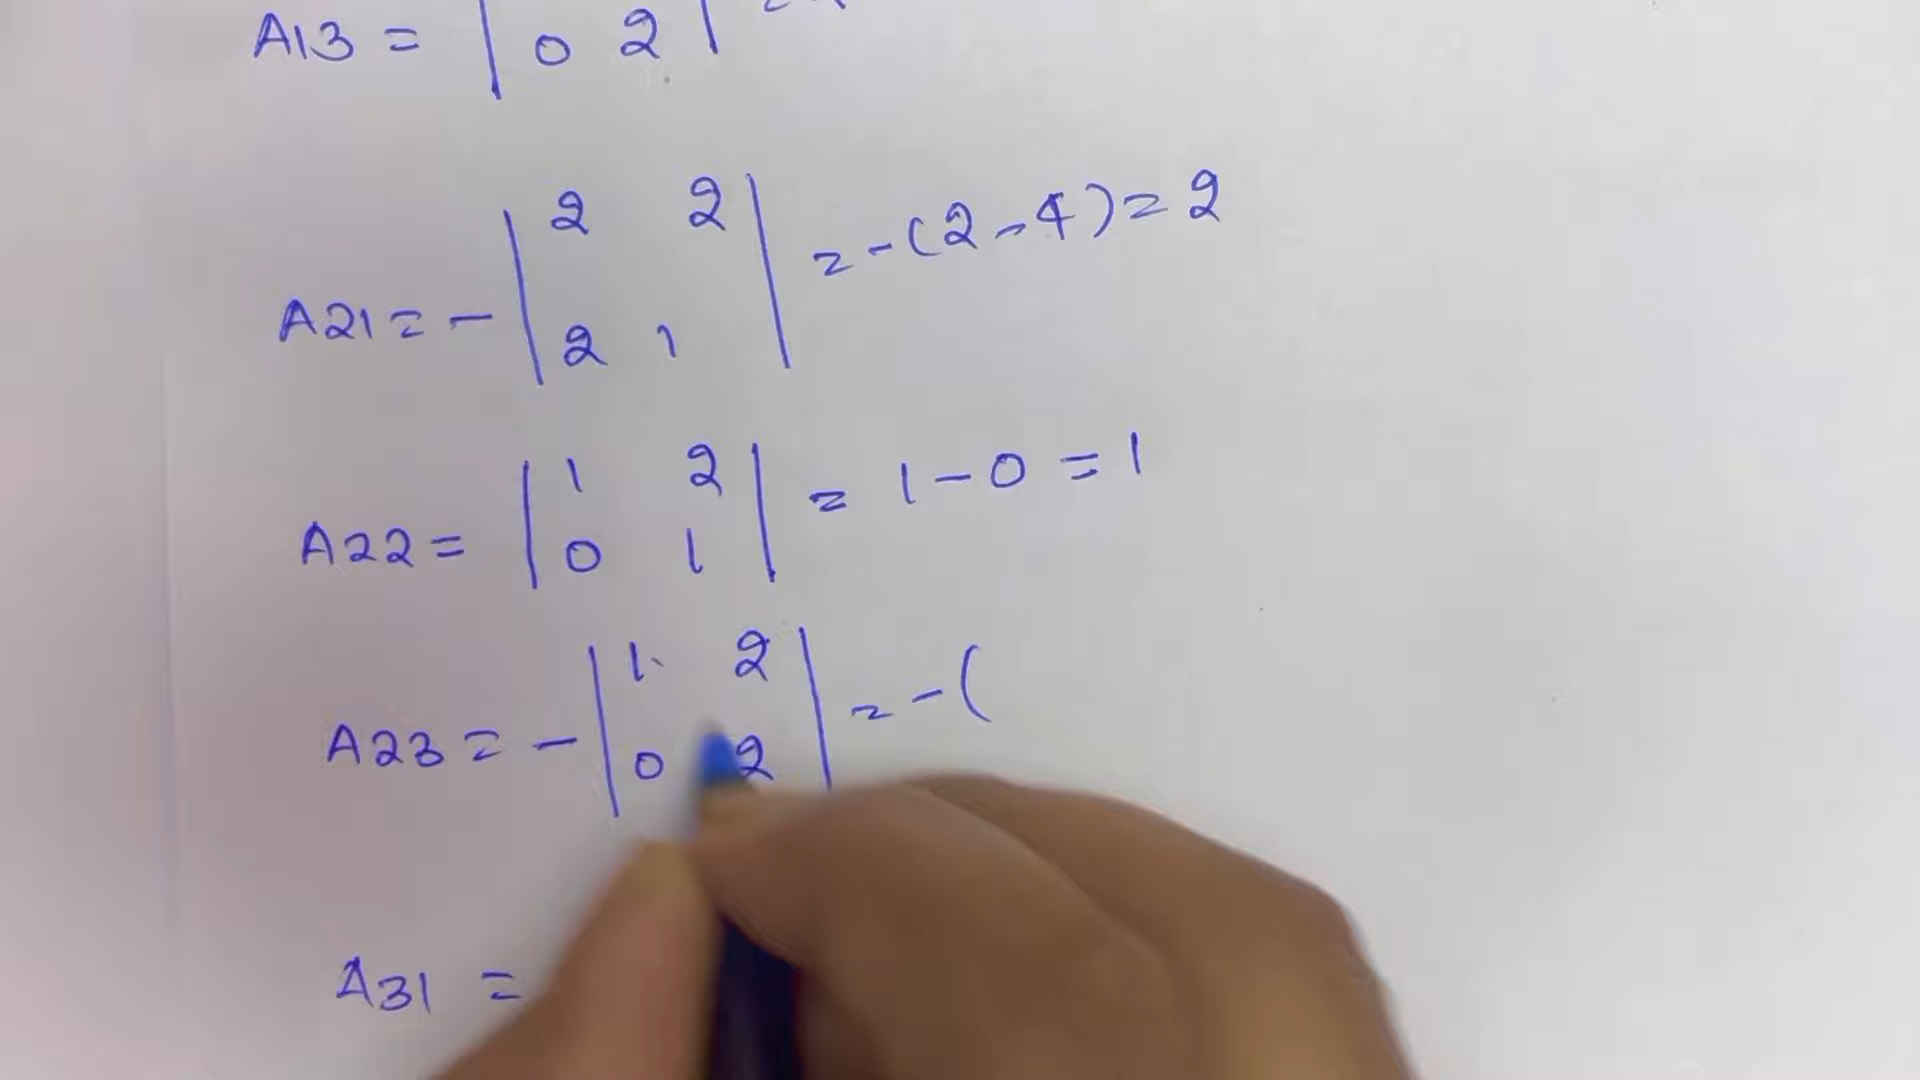 A13 = | 0 2 |
2 2
A21 = - | | = -(2-4) = 2
2 1
1 2
A22 = | | = 1-0 = 1
0 1
1. 2
A23 = - | | = -(
0 2
A31 =